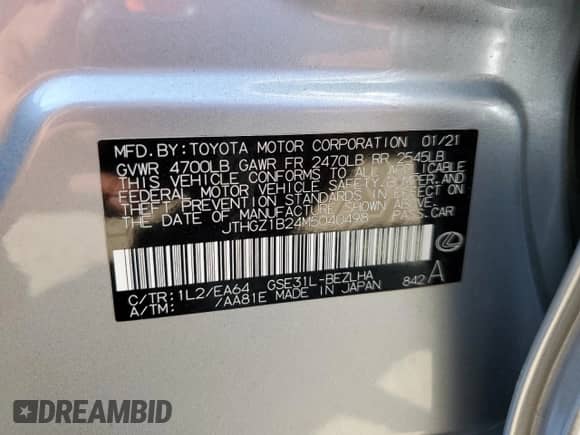 MFD.BY:TOYOTA MOTOR CORPORATION 01/21
GVWR 4700LB GAWR FR 2470LB RR 2545LB
THIS VEHICLE CONFORMS TO ALL APPLICABLE
FEDERAL MOTOR VEHICLE SAFETY, BUMPER, AND
THEFT PREVENTION STANDARDS IN EFFECT ON
THE DATE OF MANUFACTURE SHOWN ABOVE.
JTHGZ1B24M5040498 PASS.CAR
C/TR:1L2/EA64 GSE31L-BEZLHA 842 A
A/TM: /AA81E MADE IN JAPAN
DREAMBID